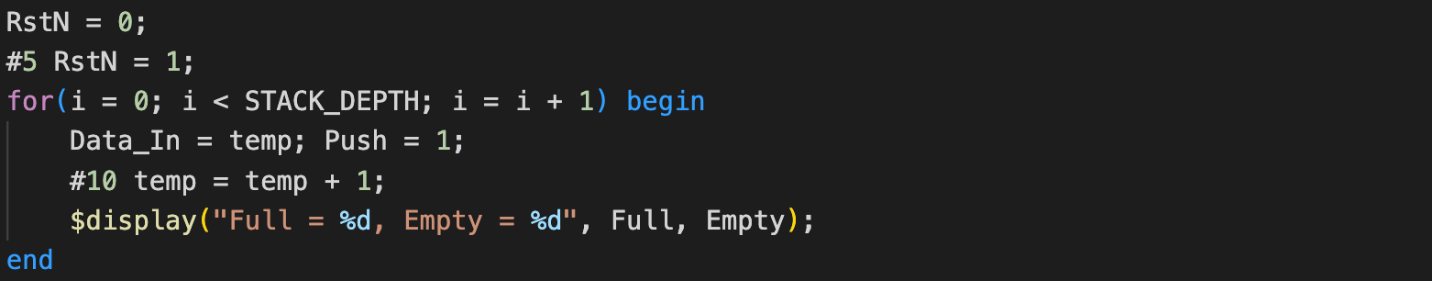 RstN = 0;
#5 RstN = 1;
for(i = 0; i < STACK_DEPTH; i = i + 1) begin
    Data_In = temp; Push = 1;
    #10 temp = temp + 1;
    $display("Full = %d, Empty = %d", Full, Empty);
end